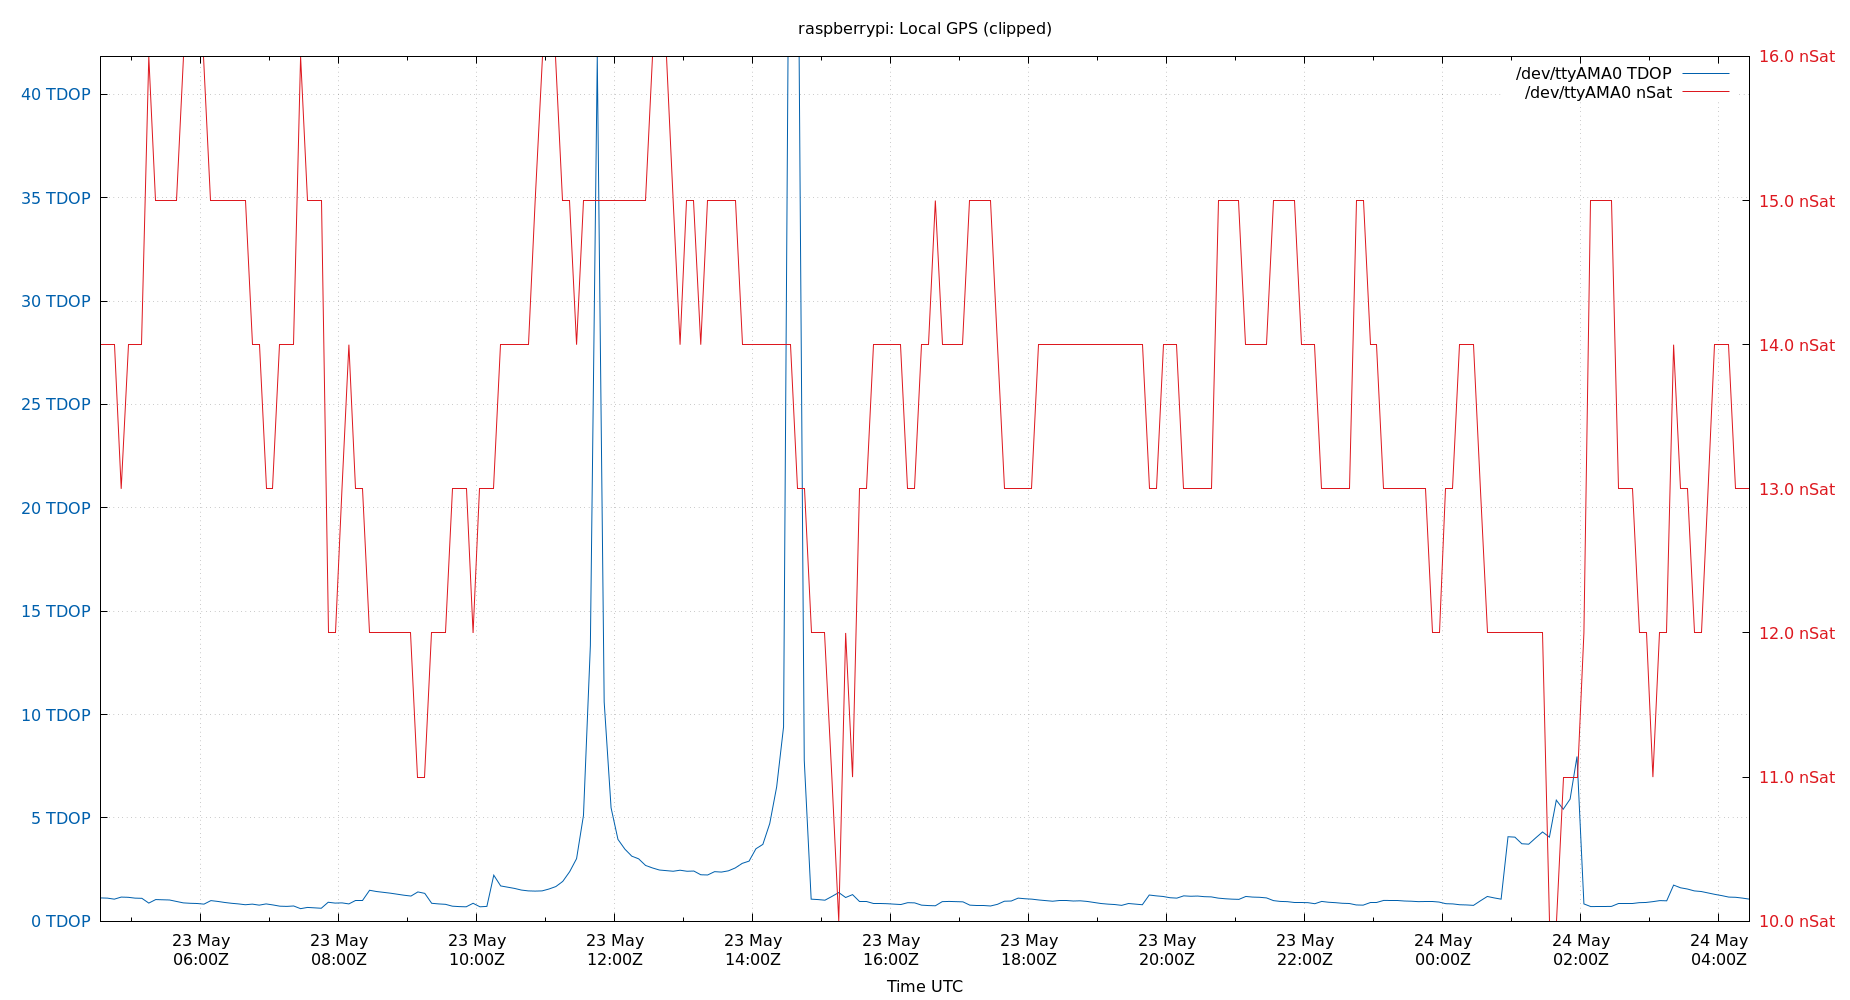 raspberrypi: Local GPS (clipped)
/dev/ttyAMA0 TDOP
/dev/ttyAMA0 nSat
40 TDOP
35 TDOP
30 TDOP
25 TDOP
20 TDOP
15 TDOP
10 TDOP
5 TDOP
0 TDOP
16.0 nSat
15.0 nSat
14.0 nSat
13.0 nSat
12.0 nSat
11.0 nSat
10.0 nSat
23 May
06:00Z
23 May
08:00Z
23 May
10:00Z
23 May
12:00Z
23 May
14:00Z
23 May
16:00Z
23 May
18:00Z
23 May
20:00Z
23 May
22:00Z
24 May
00:00Z
24 May
02:00Z
24 May
04:00Z
Time UTC